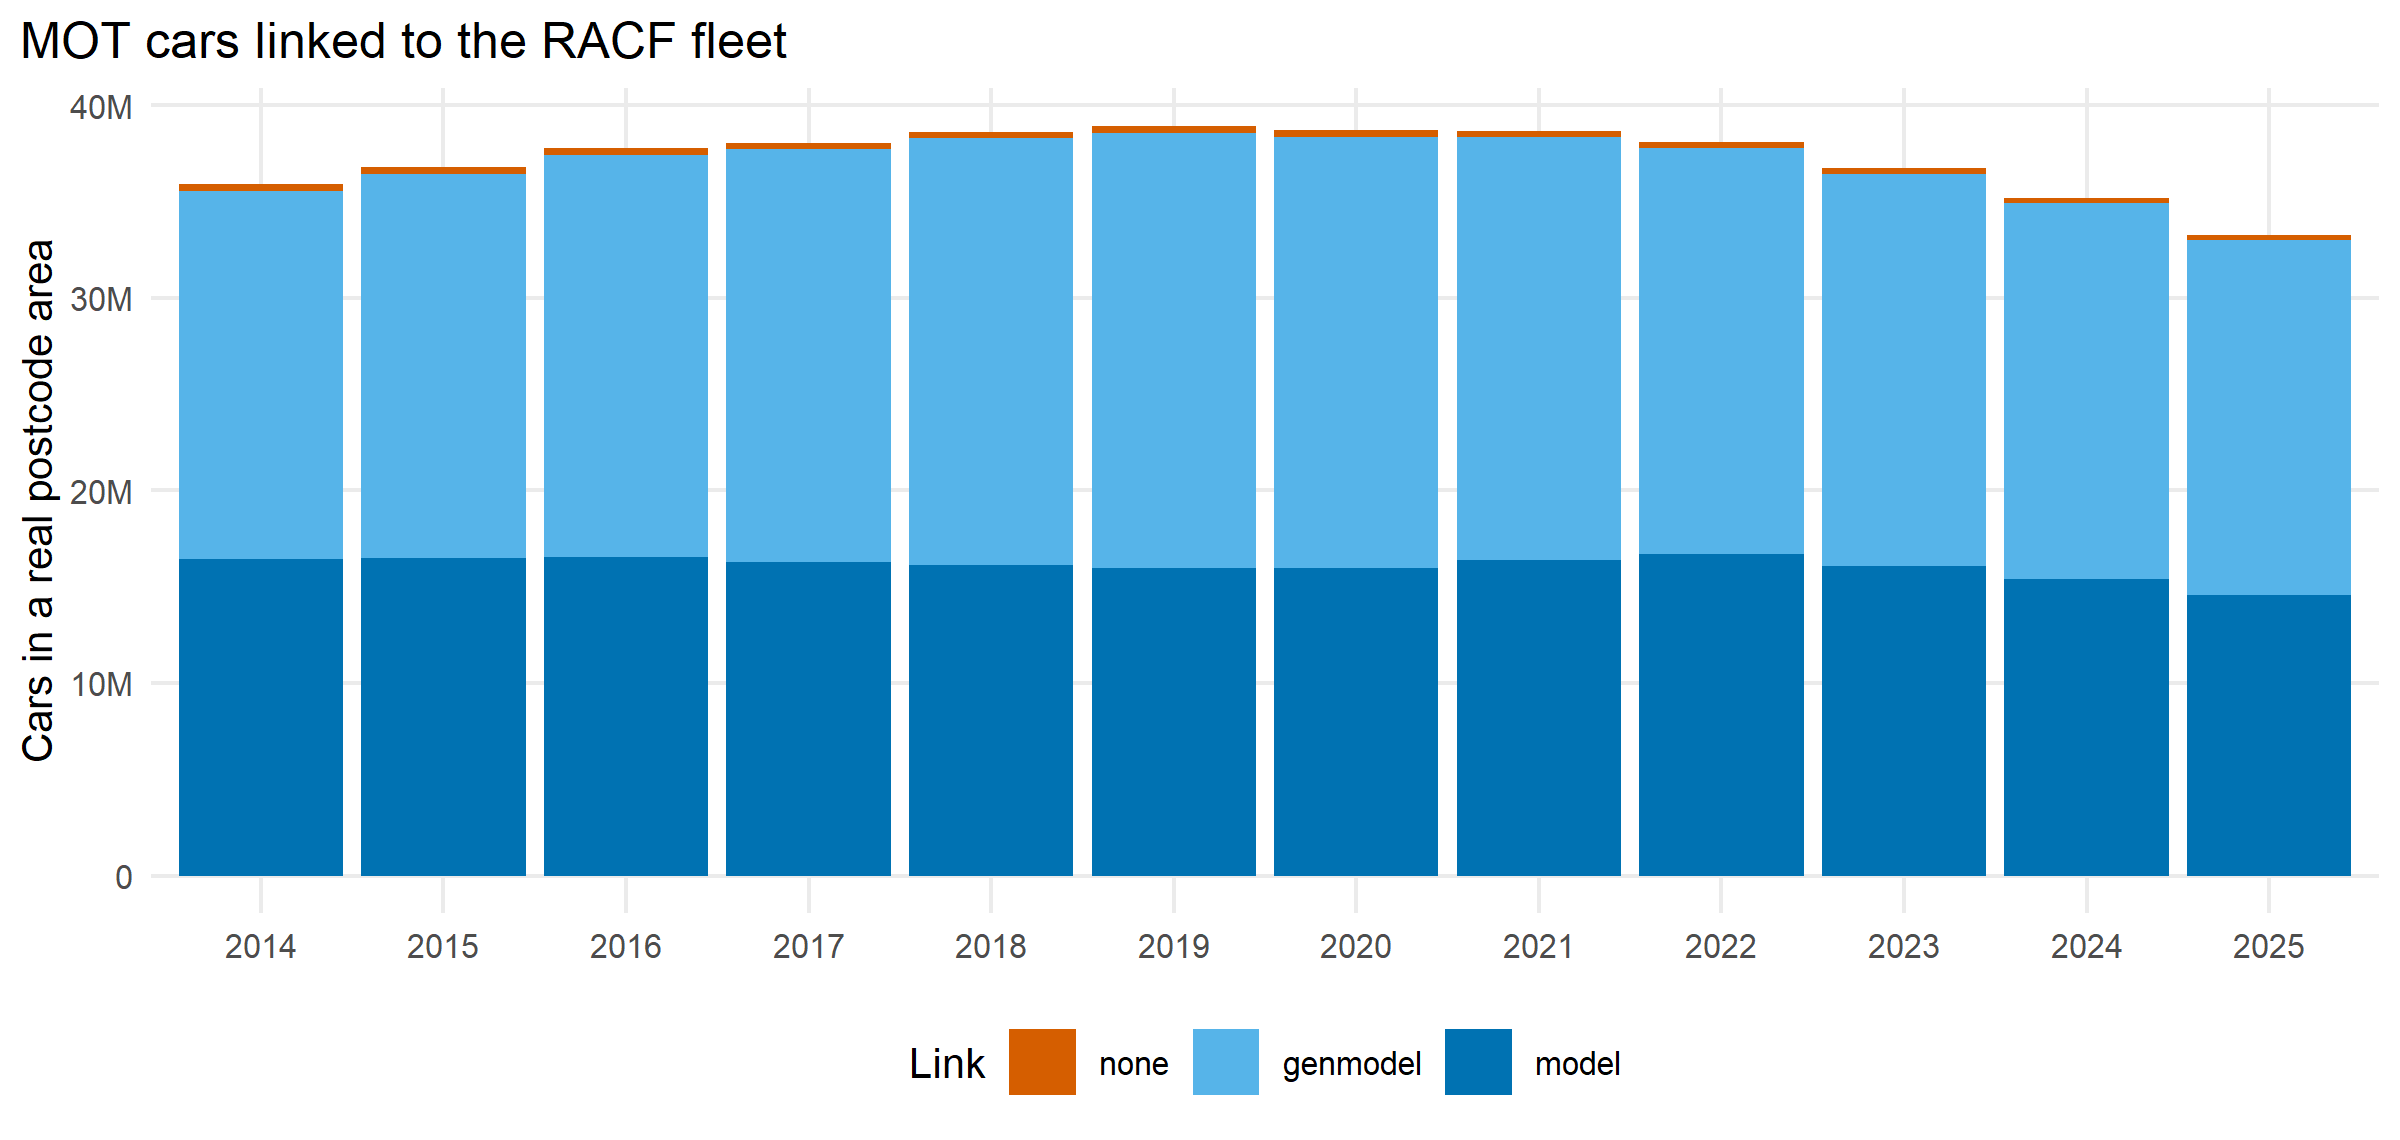 MOT cars linked to the RACF fleet
Cars in a real postcode area
40M
30M
20M
10M
0
2014 2015 2016 2017 2018 2019 2020 2021 2022 2023 2024 2025
Link none genmodel model